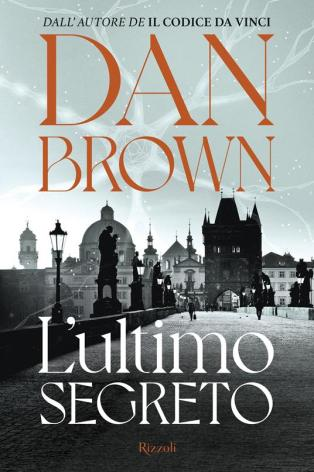 DALL'AUTORE DE IL CODICE DA VINCI
DAN
BROWN
L'ultimo
SEGRETO
Rizzoli